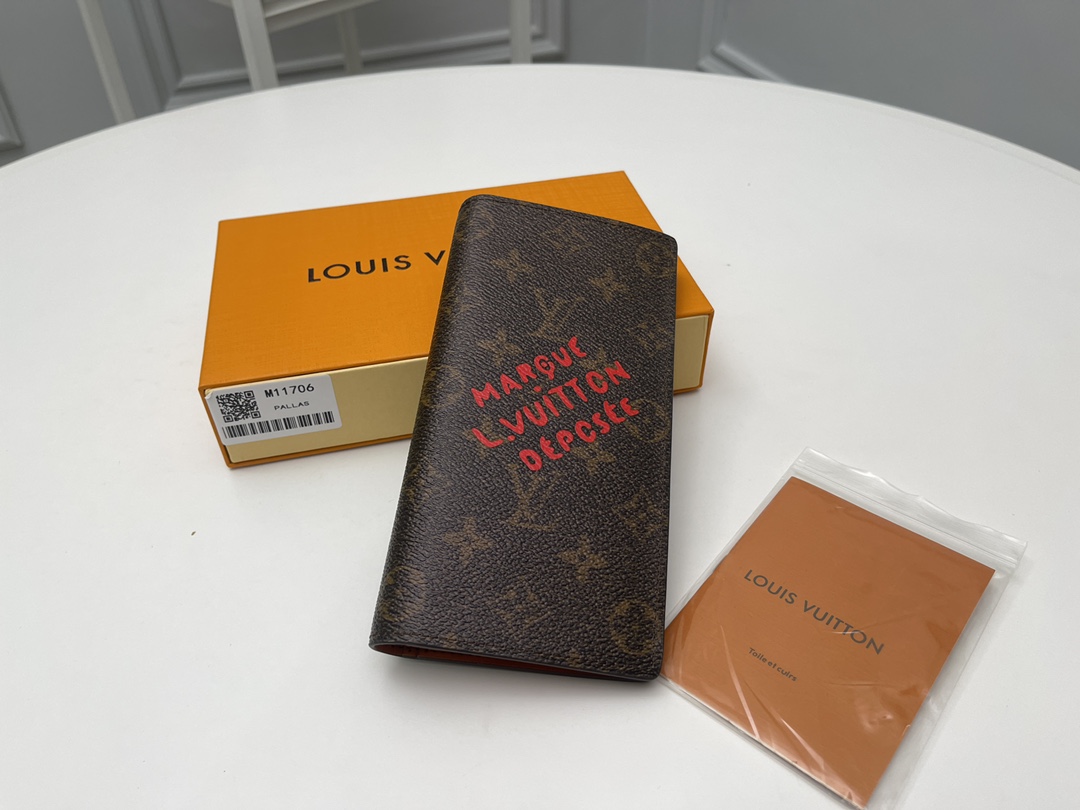 LOUIS V
M11706
PALLAS
MARQUE
L.VUITTON
DÉPOSÉE
LOUIS VUITTON
Toile et cuirs